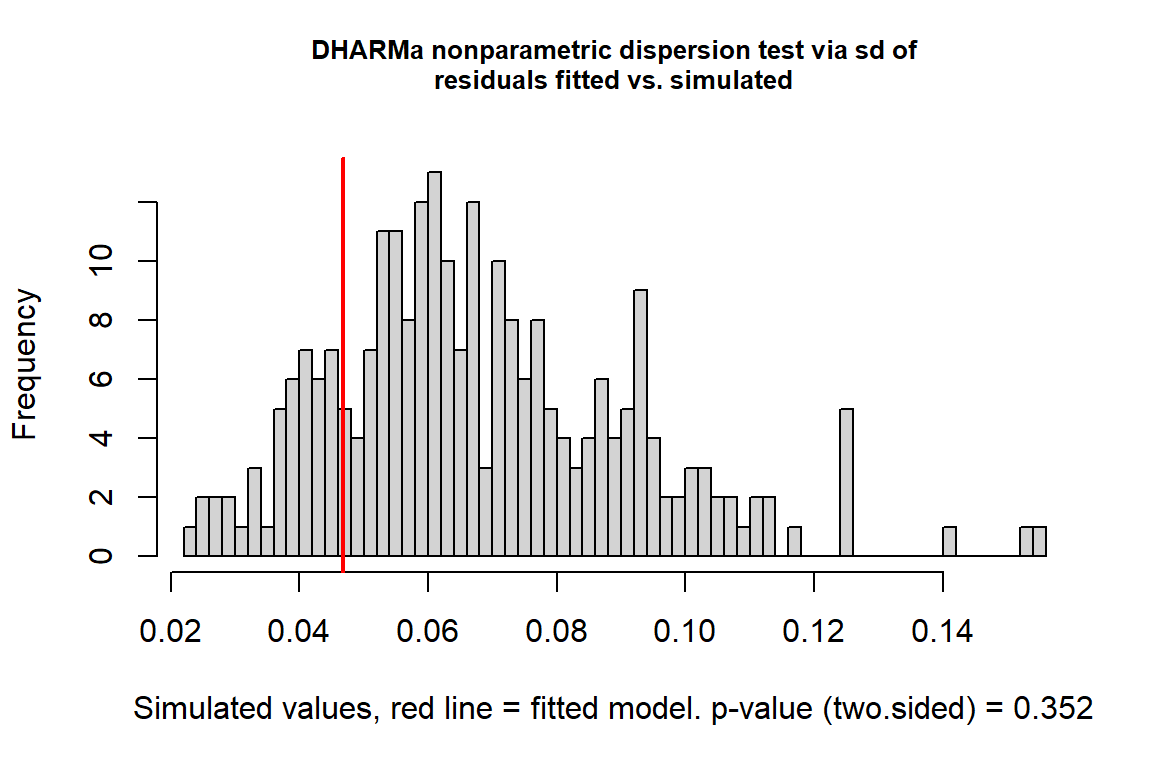 DHARMa nonparametric dispersion test via sd of
residuals fitted vs. simulated
Frequency
10
8
6
4
2
0
0.02 0.04 0.06 0.08 0.10 0.12 0.14
Simulated values, red line = fitted model. p-value (two.sided) = 0.352